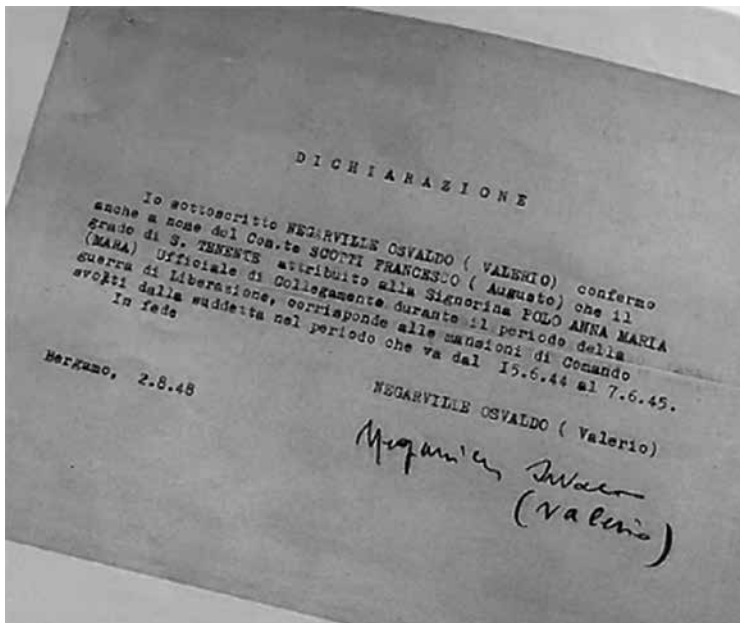 DICHIARAZIONE
Io sottoscritto NEGARVILLE OSVALDO ( VALERIO) confermo
anche a nome del Com.te SCOTTI FRANCESCO ( Augusto) che il
grado di S. TENENTE attribuito alla Signorina POLO ANNA MARIA
(MARA) Ufficiale di Collegamento durante il periodo della
guerra di Liberazione, corrisponde alle mansioni di Comando
svolti dalla suddetta nel periodo che va dal I5.6.44 al 7.6.45.
In fede
Bergamo, 2.8.48
NEGARVILLE OSVALDO ( Valerio)
(Valerio)